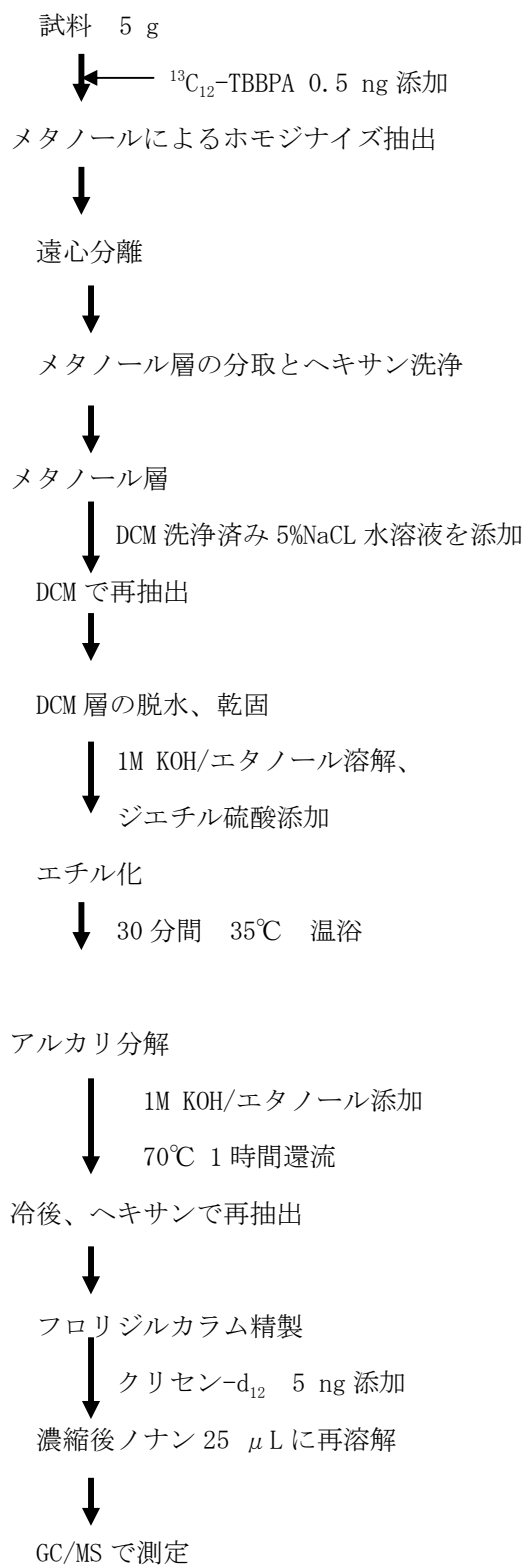 試料　5 g
¹³C₁₂-TBBPA 0.5 ng 添加
メタノールによるホモジナイズ抽出
遠心分離
メタノール層の分取とヘキサン洗浄
メタノール層
DCM 洗浄済み 5%NaCL 水溶液を添加
DCM で再抽出
DCM 層の脱水、乾固
1M KOH/エタノール溶解、
ジエチル硫酸添加
エチル化
30 分間　35℃　温浴
アルカリ分解
1M KOH/エタノール添加
70℃ 1 時間還流
冷後、ヘキサンで再抽出
フロリジルカラム精製
クリセン-d₁₂　5 ng 添加
濃縮後ノナン 25 μL に再溶解
GC/MS で測定